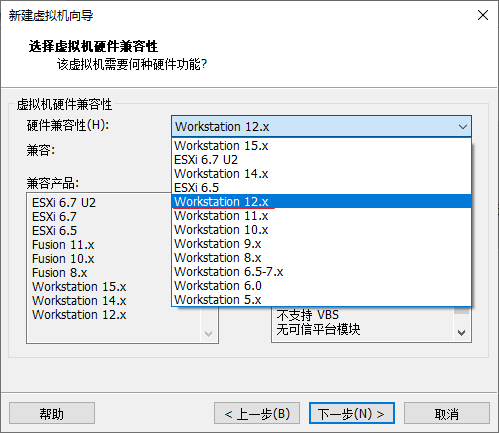 新建虚拟机向导
选择虚拟机硬件兼容性
该虚拟机需要何种硬件功能?
虚拟机硬件兼容性
硬件兼容性(H):
Workstation 12.x
兼容:
Workstation 15.x
ESXi 6.7 U2
Workstation 14.x
ESXi 6.5
Workstation 12.x
Workstation 11.x
Workstation 10.x
Workstation 9.x
Workstation 8.x
Workstation 6.5-7.x
Workstation 6.0
Workstation 5.x
兼容产品:
ESXi 6.7 U2
ESXi 6.7
ESXi 6.5
Fusion 11.x
Fusion 10.x
Fusion 8.x
Workstation 15.x
Workstation 14.x
Workstation 12.x
不支持 VBS
无可信平台模块
帮助
< 上一步(B)
下一步(N) >
取消